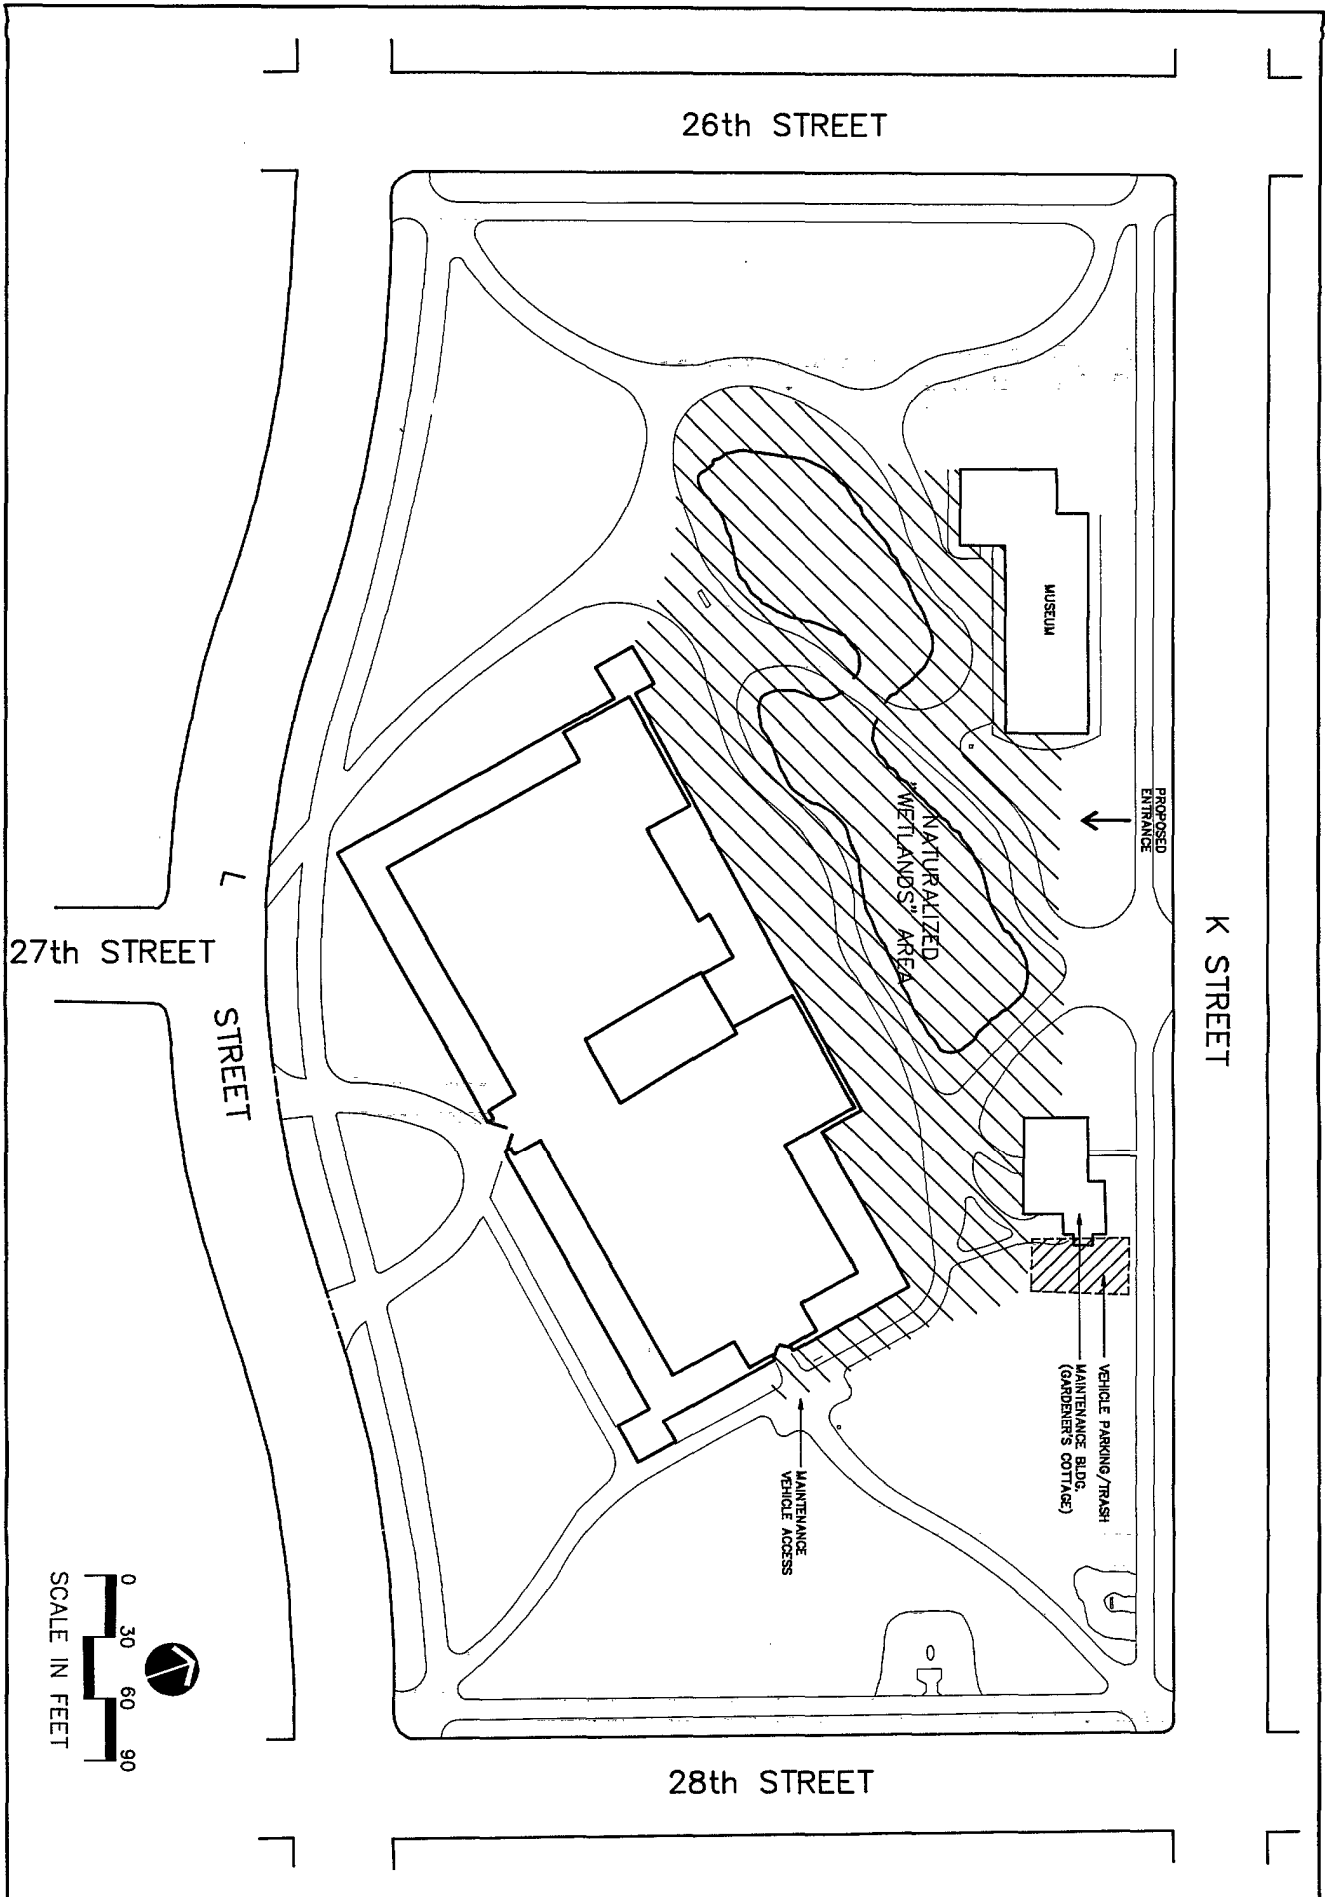 26th STREET
MUSEUM
PROPOSED
ENTRANCE
"NATURALIZED
WETLANDS" AREA
K STREET
L STREET
27th STREET
VEHICLE PARKING/TRASH
MAINTENANCE BLDG.
(GARDENER'S COTTAGE)
MAINTENANCE
VEHICLE ACCESS
0 30 60 90
SCALE IN FEET
28th STREET